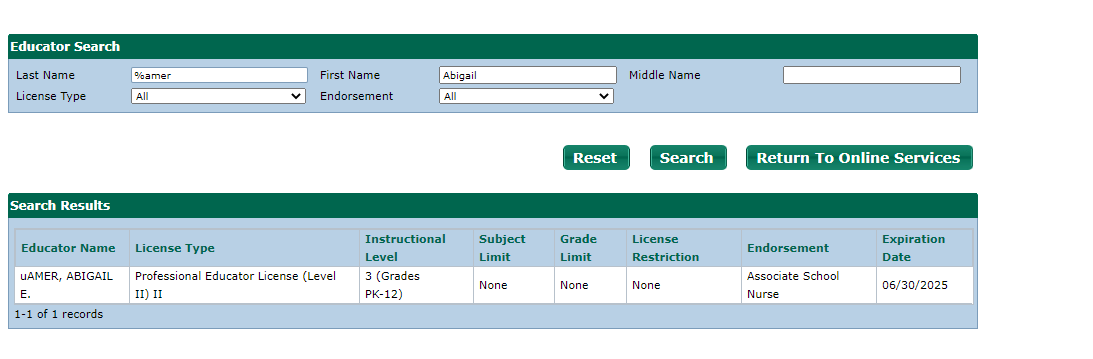 Educator Search
Last Name %amer First Name Abigail Middle Name
License Type All Endorsement All
Reset Search Return To Online Services
Search Results
Educator Name License Type Instructional Level Subject Limit Grade Limit License Restriction Endorsement Expiration Date
uAMER, ABIGAIL E. Professional Educator License (Level II) II 3 (Grades PK-12) None None None Associate School Nurse 06/30/2025
1-1 of 1 records